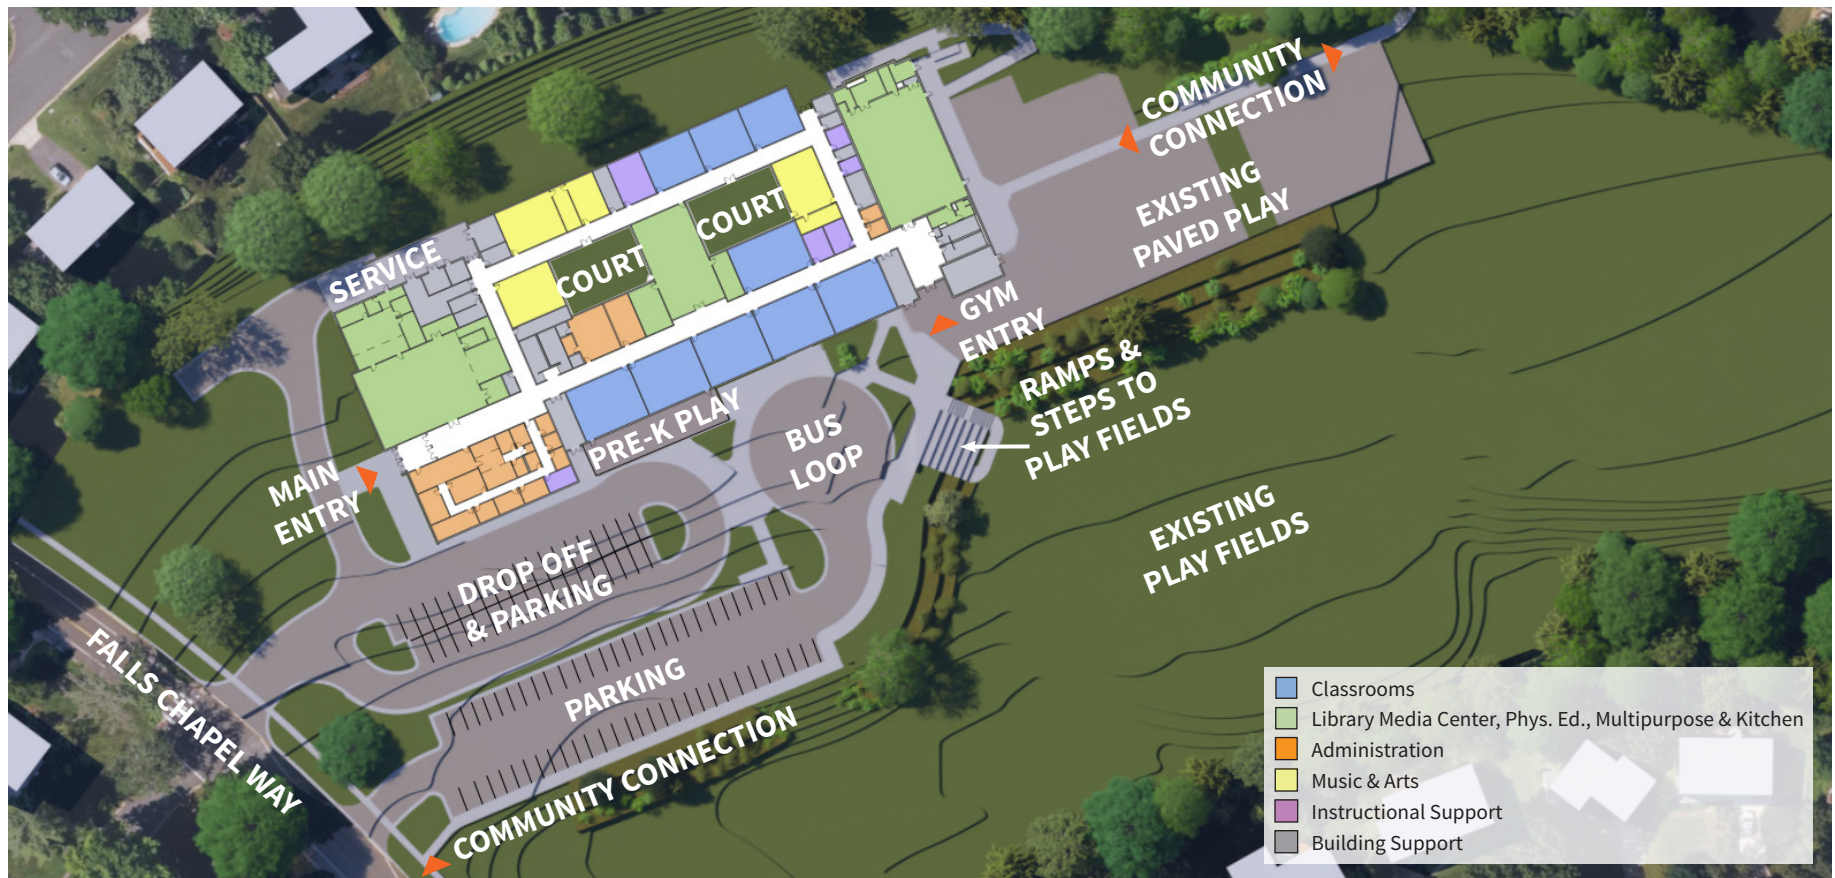 COMMUNITY
CONNECTION
EXISTING
PAVED PLAY
COURT
COURT
SERVICE
GYM
ENTRY
RAMPS &
STEPS TO
PLAY FIELDS
PRE-K PLAY
BUS
LOOP
MAIN
ENTRY
EXISTING
PLAY FIELDS
DROP OFF
& PARKING
PARKING
FALLS CHAPEL WAY
COMMUNITY CONNECTION
Classrooms
Library Media Center, Phys. Ed., Multipurpose & Kitchen
Administration
Music & Arts
Instructional Support
Building Support